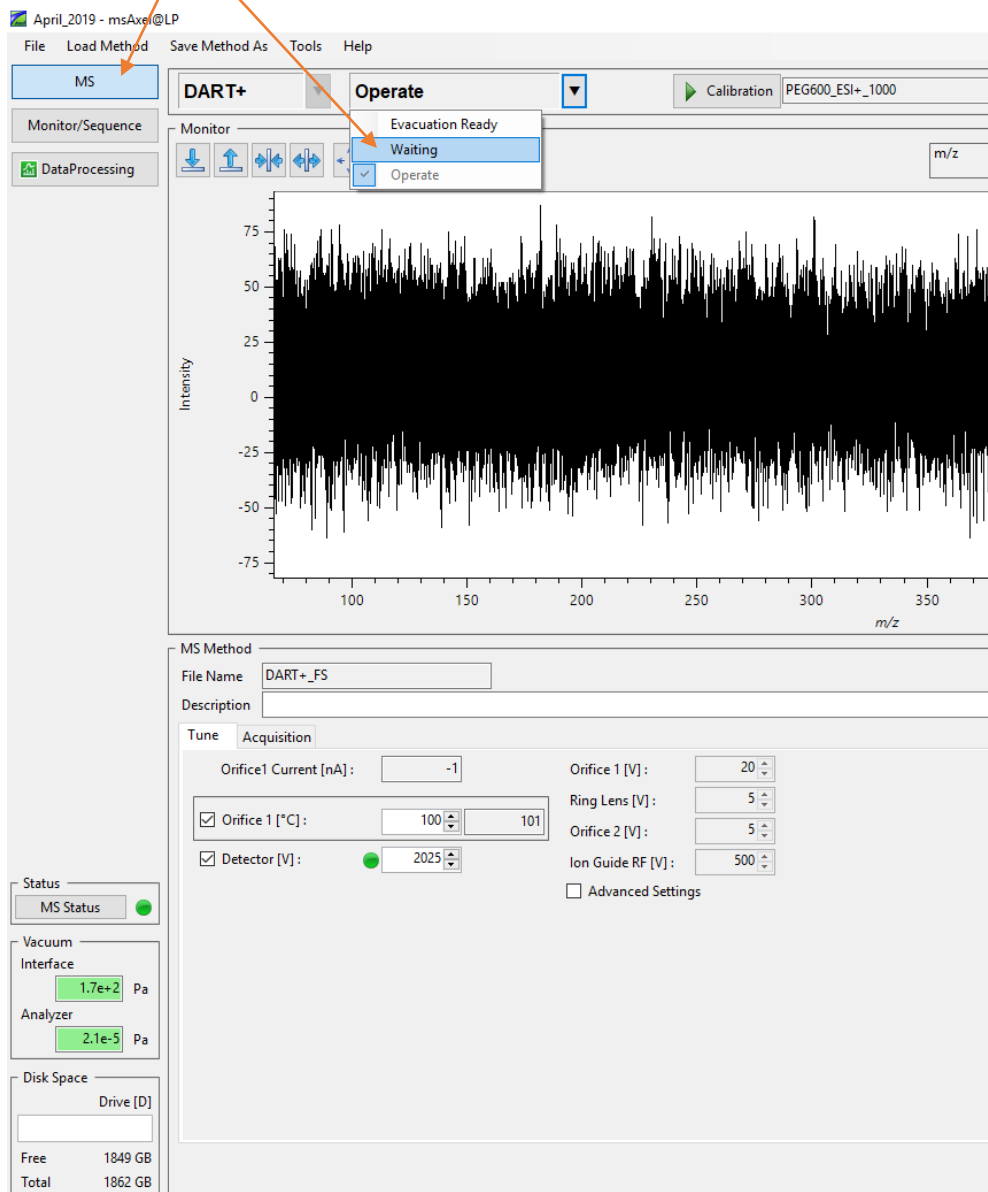 April_2019 - msAxel@LP
File Load Method Save Method As Tools Help
MS
Monitor/Sequence
DataProcessing
DART+
Operate
Calibration PEG600_ESI+_1000
Evacuation Ready
Waiting
Operate
Monitor
m/z
75
50
25
0
-25
-50
-75
Intensity
100 150 200 250 300 350
m/z
MS Method
File Name DART+_FS
Description
Tune Acquisition
Orifice1 Current [nA] : -1
Orifice 1 [°C] : 100 101
Detector [V] : 2025
Orifice 1 [V] : 20
Ring Lens [V] : 5
Orifice 2 [V] : 5
Ion Guide RF [V] : 500
Advanced Settings
Status
MS Status
Vacuum
Interface
1.7e+2 Pa
Analyzer
2.1e-5 Pa
Disk Space
Drive [D]
Free 1849 GB
Total 1862 GB